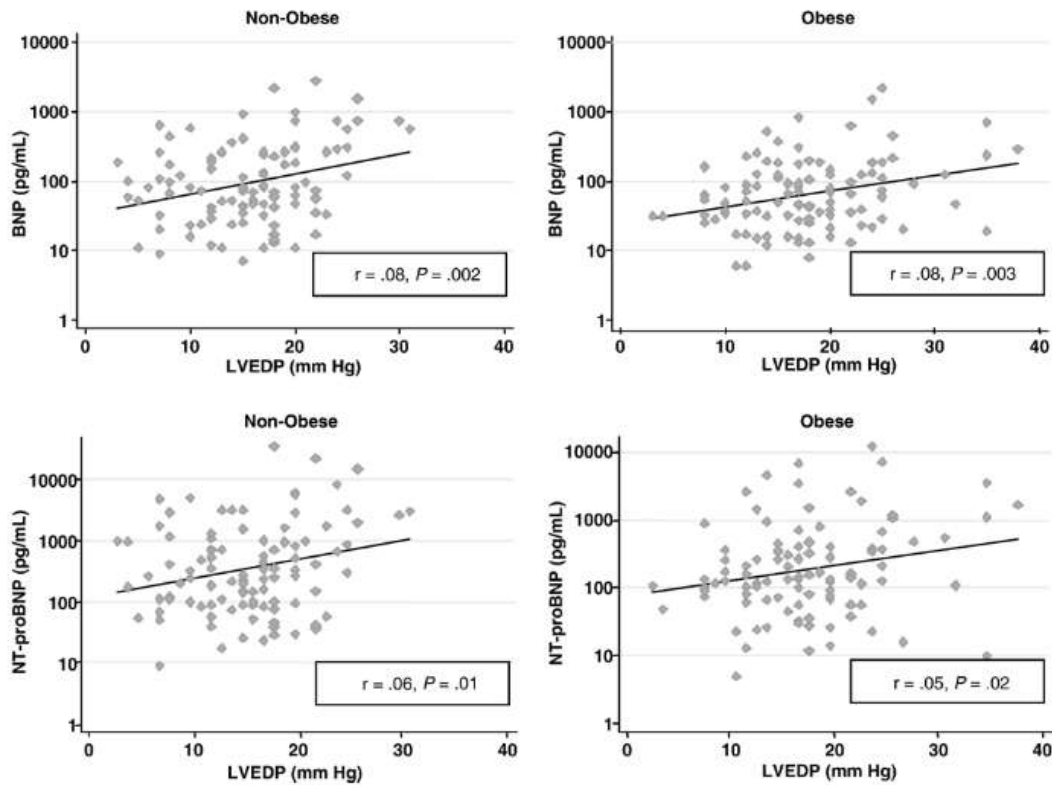 Non-Obese
BNP (pg/mL)
10000
1000
100
10
1
r = .08, P = .002
0 10 20 30 40
LVEDP (mm Hg)
Obese
BNP (pg/mL)
10000
1000
100
10
1
r = .08, P = .003
0 10 20 30 40
LVEDP (mm Hg)
Non-Obese
NT-proBNP (pg/mL)
10000
1000
100
10
1
r = .06, P = .01
0 10 20 30 40
LVEDP (mm Hg)
Obese
NT-proBNP (pg/mL)
10000
1000
100
10
1
r = .05, P = .02
0 10 20 30 40
LVEDP (mm Hg)